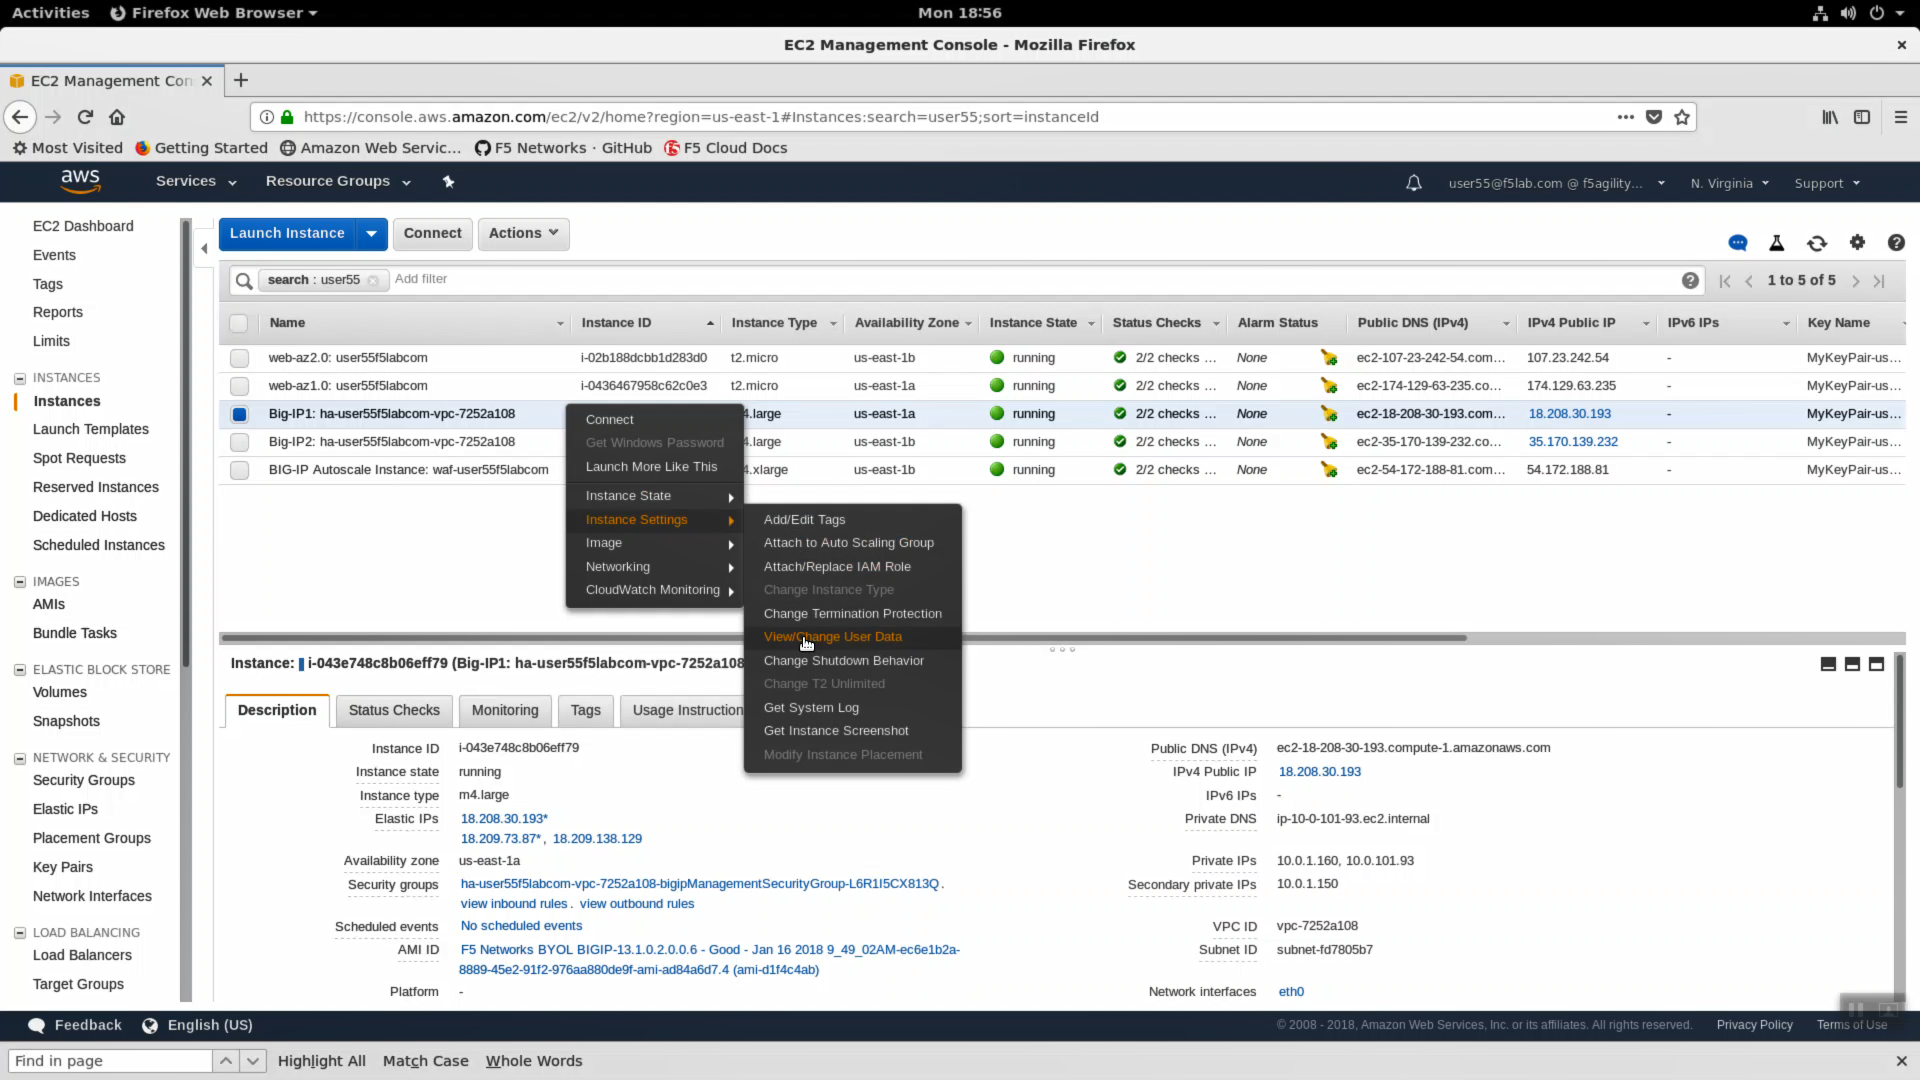 Activities Firefox Web Browser Mon 18:56
EC2 Management Console - Mozilla Firefox
EC2 Management Con
https://console.aws.amazon.com/ec2/v2/home?region=us-east-1#Instances:search=user55;sort=instanceId
Most Visited Getting Started Amazon Web Servic... F5 Networks · GitHub F5 Cloud Docs
aws Services Resource Groups user55@f5lab.com @ f5agility... N. Virginia Support
EC2 Dashboard
Events
Tags
Reports
Limits
INSTANCES
Instances
Launch Templates
Spot Requests
Reserved Instances
Dedicated Hosts
Scheduled Instances
IMAGES
AMIs
Bundle Tasks
ELASTIC BLOCK STORE
Volumes
Snapshots
NETWORK & SECURITY
Security Groups
Elastic IPs
Placement Groups
Key Pairs
Network Interfaces
LOAD BALANCING
Load Balancers
Target Groups
Launch Instance Connect Actions
search : user55 Add filter 1 to 5 of 5
Name Instance ID Instance Type Availability Zone Instance State Status Checks Alarm Status Public DNS (IPv4) IPv4 Public IP IPv6 IPs Key Name
web-az2.0: user55f5labcom i-02b188dcbb1d283d0 t2.micro us-east-1b running 2/2 checks ... None ec2-107-23-242-54.com... 107.23.242.54 - MyKeyPair-us...
web-az1.0: user55f5labcom i-0436467958c62c0e3 t2.micro us-east-1a running 2/2 checks ... None ec2-174-129-63-235.co... 174.129.63.235 - MyKeyPair-us...
Big-IP1: ha-user55f5labcom-vpc-7252a108 4.large us-east-1a running 2/2 checks ... None ec2-18-208-30-193.com... 18.208.30.193 - MyKeyPair-us...
Big-IP2: ha-user55f5labcom-vpc-7252a108 4.large us-east-1b running 2/2 checks ... None ec2-35-170-139-232.co... 35.170.139.232 - MyKeyPair-us...
BIG-IP Autoscale Instance: waf-user55f5labcom 4.xlarge us-east-1b running 2/2 checks ... None ec2-54-172-188-81.com... 54.172.188.81 - MyKeyPair-us...
Connect
Get Windows Password
Launch More Like This
Instance State
Instance Settings
Image
Networking
CloudWatch Monitoring
Add/Edit Tags
Attach to Auto Scaling Group
Attach/Replace IAM Role
Change Instance Type
Change Termination Protection
View/Change User Data
Change Shutdown Behavior
Change T2 Unlimited
Get System Log
Get Instance Screenshot
Modify Instance Placement
Instance: i-043e748c8b06eff79 (Big-IP1: ha-user55f5labcom-vpc-7252a108
Description Status Checks Monitoring Tags Usage Instruction
Instance ID i-043e748c8b06eff79
Instance state running
Instance type m4.large
Elastic IPs 18.208.30.193*
18.209.73.87* , 18.209.138.129
Availability zone us-east-1a
Security groups ha-user55f5labcom-vpc-7252a108-bigipManagementSecurityGroup-L6R1I5CX813Q .
view inbound rules . view outbound rules
Scheduled events No scheduled events
AMI ID F5 Networks BYOL BIGIP-13.1.0.2.0.0.6 - Good - Jan 16 2018 9_49_02AM-ec6e1b2a-
8889-45e2-91f2-976aa880de9f-ami-ad84a6d7.4 (ami-d1f4c4ab)
Platform -
Public DNS (IPv4) ec2-18-208-30-193.compute-1.amazonaws.com
IPv4 Public IP 18.208.30.193
IPv6 IPs -
Private DNS ip-10-0-101-93.ec2.internal
Private IPs 10.0.1.160, 10.0.101.93
Secondary private IPs 10.0.1.150
VPC ID vpc-7252a108
Subnet ID subnet-fd7805b7
Network interfaces eth0
Feedback English (US) © 2008 - 2018, Amazon Web Services, Inc. or its affiliates. All rights reserved. Privacy Policy Terms of Use
Find in page Highlight All Match Case Whole Words